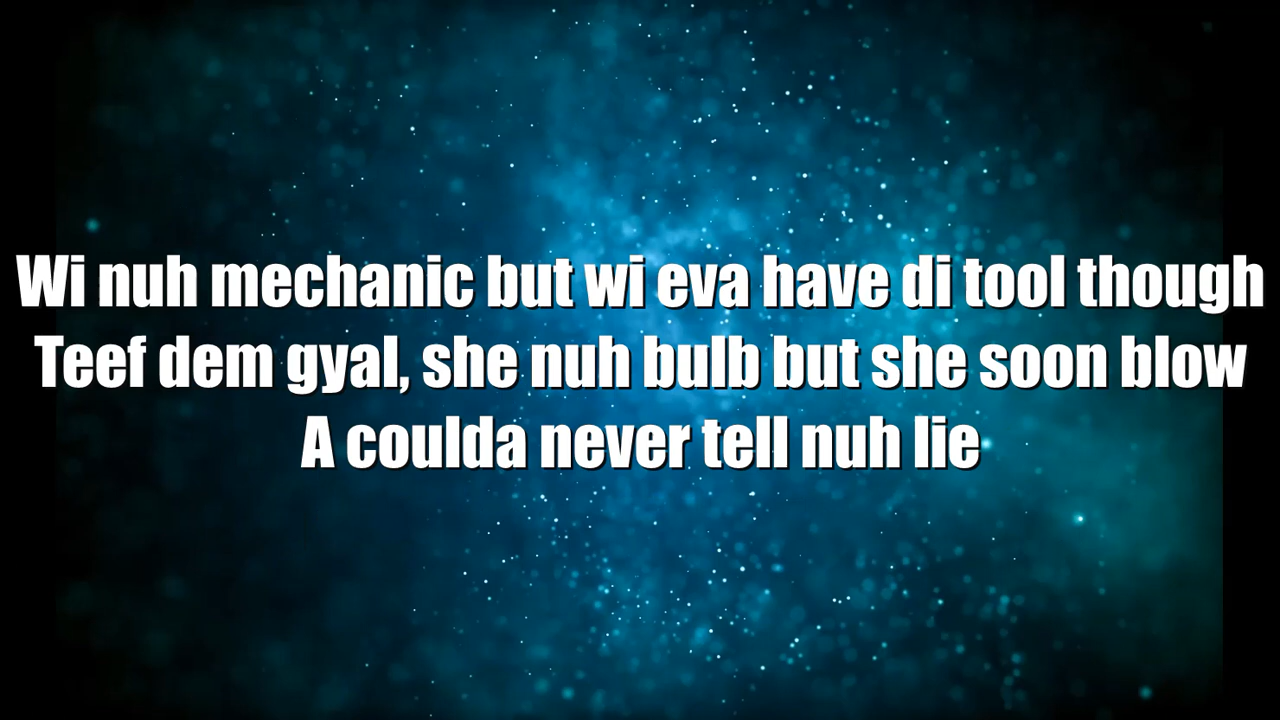 Wi nuh mechanic but wi eva have di tool though
Teef dem gyal, she nuh bulb but she soon blow
A coulda never tell nuh lie